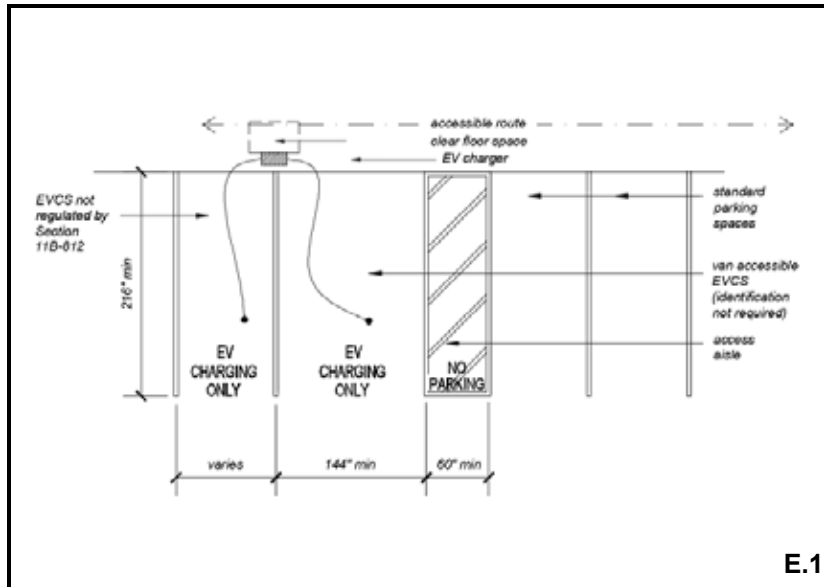 accessible route
clear floor space
EV charger
EVCS not
regulated by
Section
11B-812
standard
parking
spaces
216" min
van accessible
EVCS
(identification
not required)
access
aisle
EV
CHARGING
ONLY
EV
CHARGING
ONLY
NO
PARKING
varies
144" min
60" min
E.1